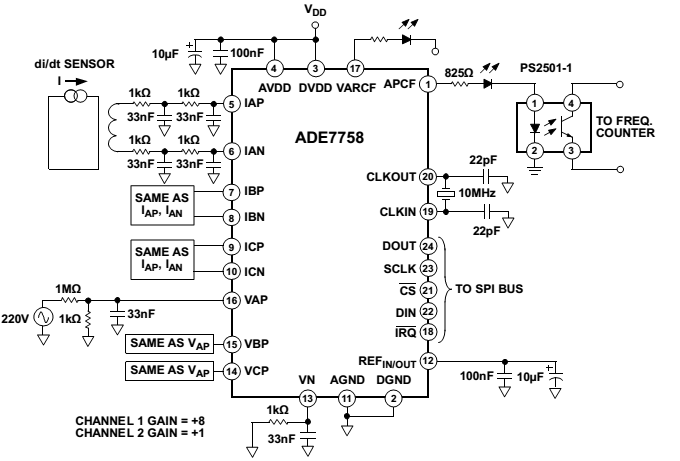 VDD
10µF
100nF
di/dt SENSOR
I
1kΩ
1kΩ
33nF
33nF
1kΩ
1kΩ
33nF
33nF
4
3
17
AVDD
DVDD
VARCF
APCF
1
825Ω
PS2501-1
1
4
2
3
TO FREQ.
COUNTER
5
IAP
6
IAN
ADE7758
SAME AS
IAP, IAN
7
IBP
8
IBN
SAME AS
IAP, IAN
9
ICP
10
ICN
CLKOUT
20
22pF
10MHz
CLKIN
19
22pF
DOUT
24
SCLK
23
CS
21
DIN
22
IRQ
18
TO SPI BUS
220V
1MΩ
1kΩ
33nF
16
VAP
SAME AS VAP
15
VBP
SAME AS VAP
14
VCP
REFIN/OUT
12
100nF
10µF
VN
AGND
DGND
13
11
2
1kΩ
33nF
CHANNEL 1 GAIN = +8
CHANNEL 2 GAIN = +1